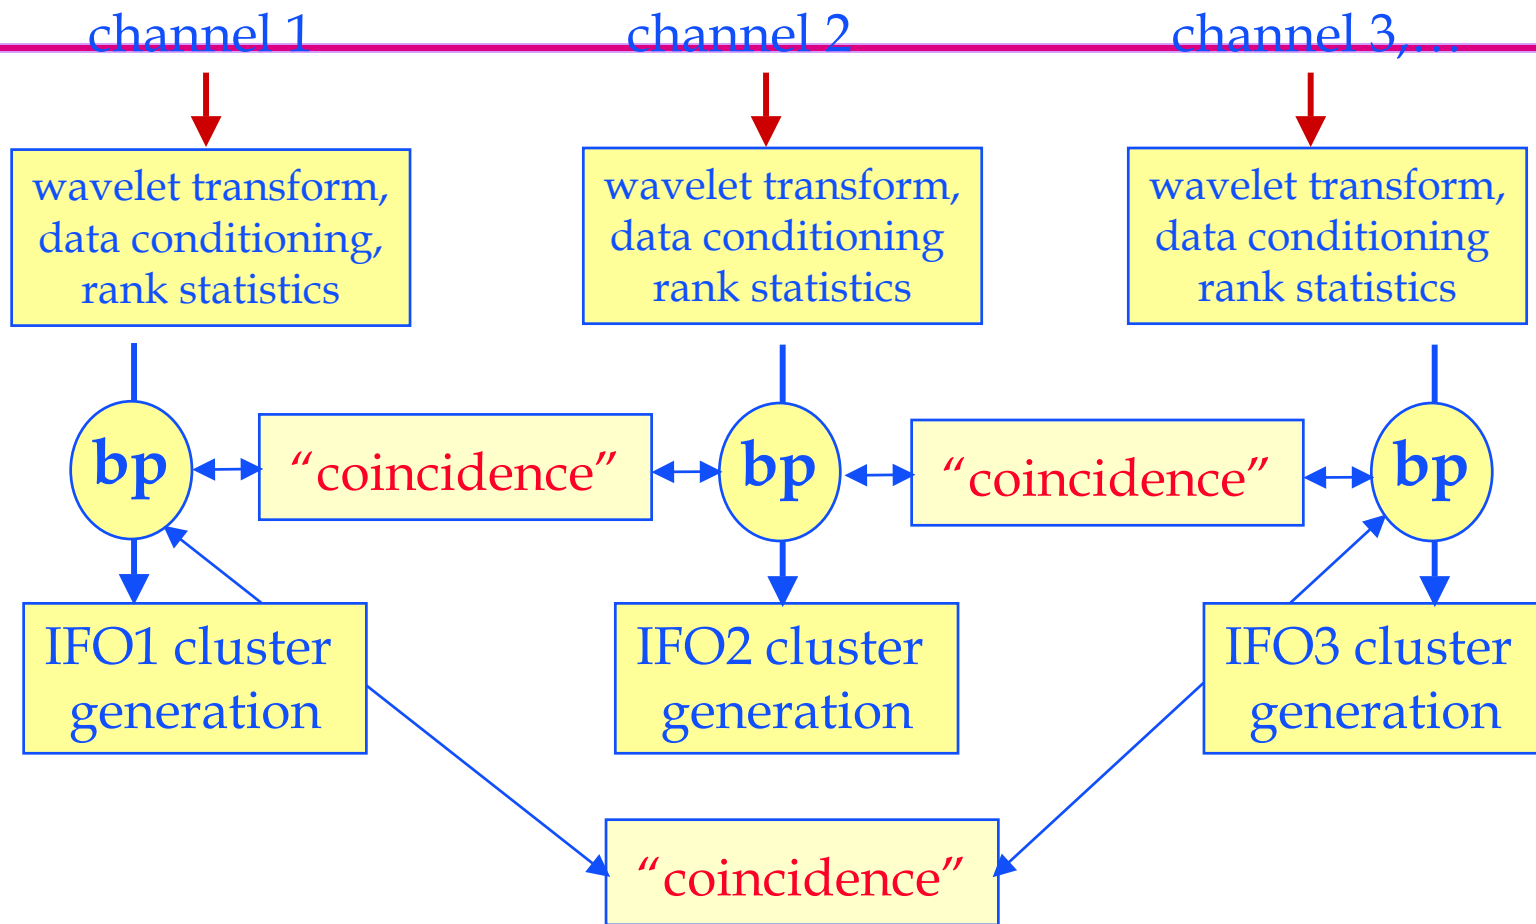 channel 1
channel 2
channel 3,...
wavelet transform,
data conditioning,
rank statistics
wavelet transform,
data conditioning
rank statistics
wavelet transform,
data conditioning
rank statistics
bp
“coincidence”
bp
“coincidence”
bp
IFO1 cluster
generation
IFO2 cluster
generation
IFO3 cluster
generation
“coincidence”